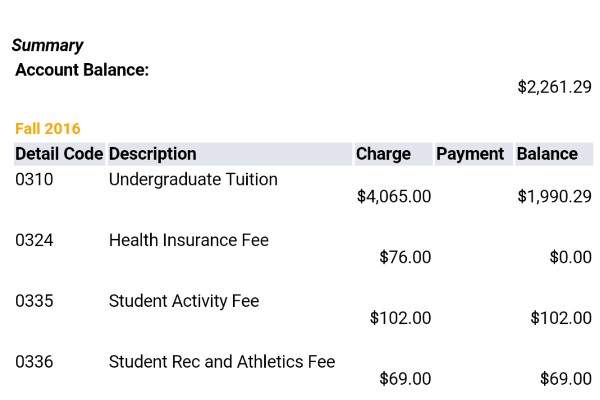 Summary
Account Balance:
$2,261.29
Fall 2016
Detail Code Description Charge Payment Balance
0310 Undergraduate Tuition
$4,065.00 $1,990.29
0324 Health Insurance Fee
$76.00 $0.00
0335 Student Activity Fee
$102.00 $102.00
0336 Student Rec and Athletics Fee
$69.00 $69.00